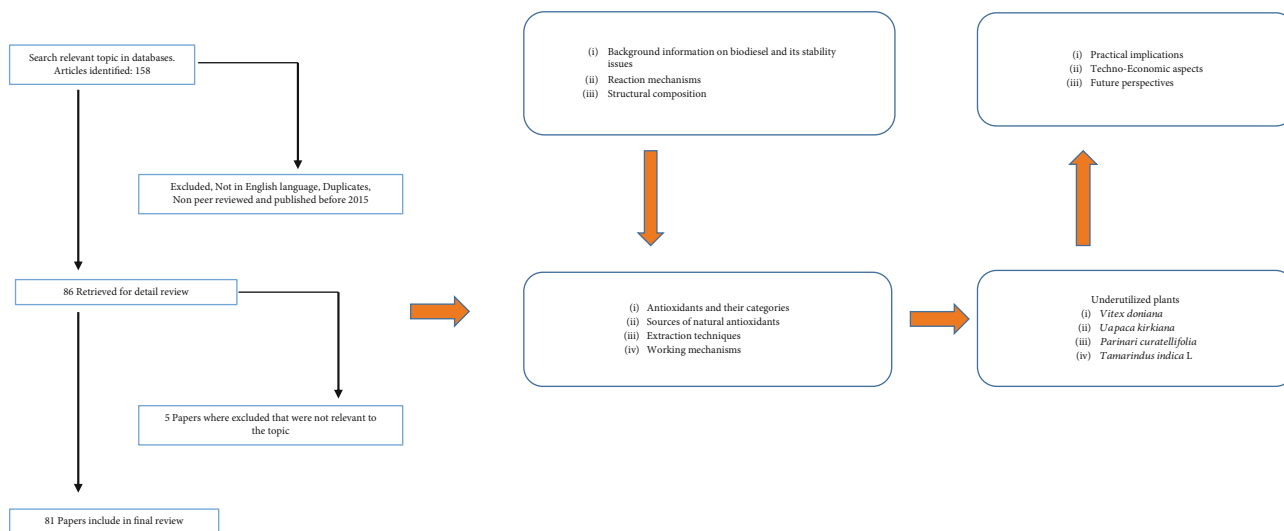 Search relevant topic in databases.
Articles identified: 158
Excluded, Not in English language, Duplicates,
Non peer reviewed and published before 2015
86 Retrieved for detail review
5 Papers where excluded that were not relevant to
the topic
81 Papers include in final review
(i) Background information on biodiesel and its stability
issues
(ii) Reaction mechanisms
(iii) Structural composition
(i) Antioxidants and their categories
(ii) Sources of natural antioxidants
(iii) Extraction techniques
(iv) Working mechanisms
(i) Practical implications
(ii) Techno-Economic aspects
(iii) Future perspectives
Underutilized plants
(i) Vitex doniana
(ii) Uapaca kirkiana
(iii) Parinari curatellifolia
(iv) Tamarindus indica L